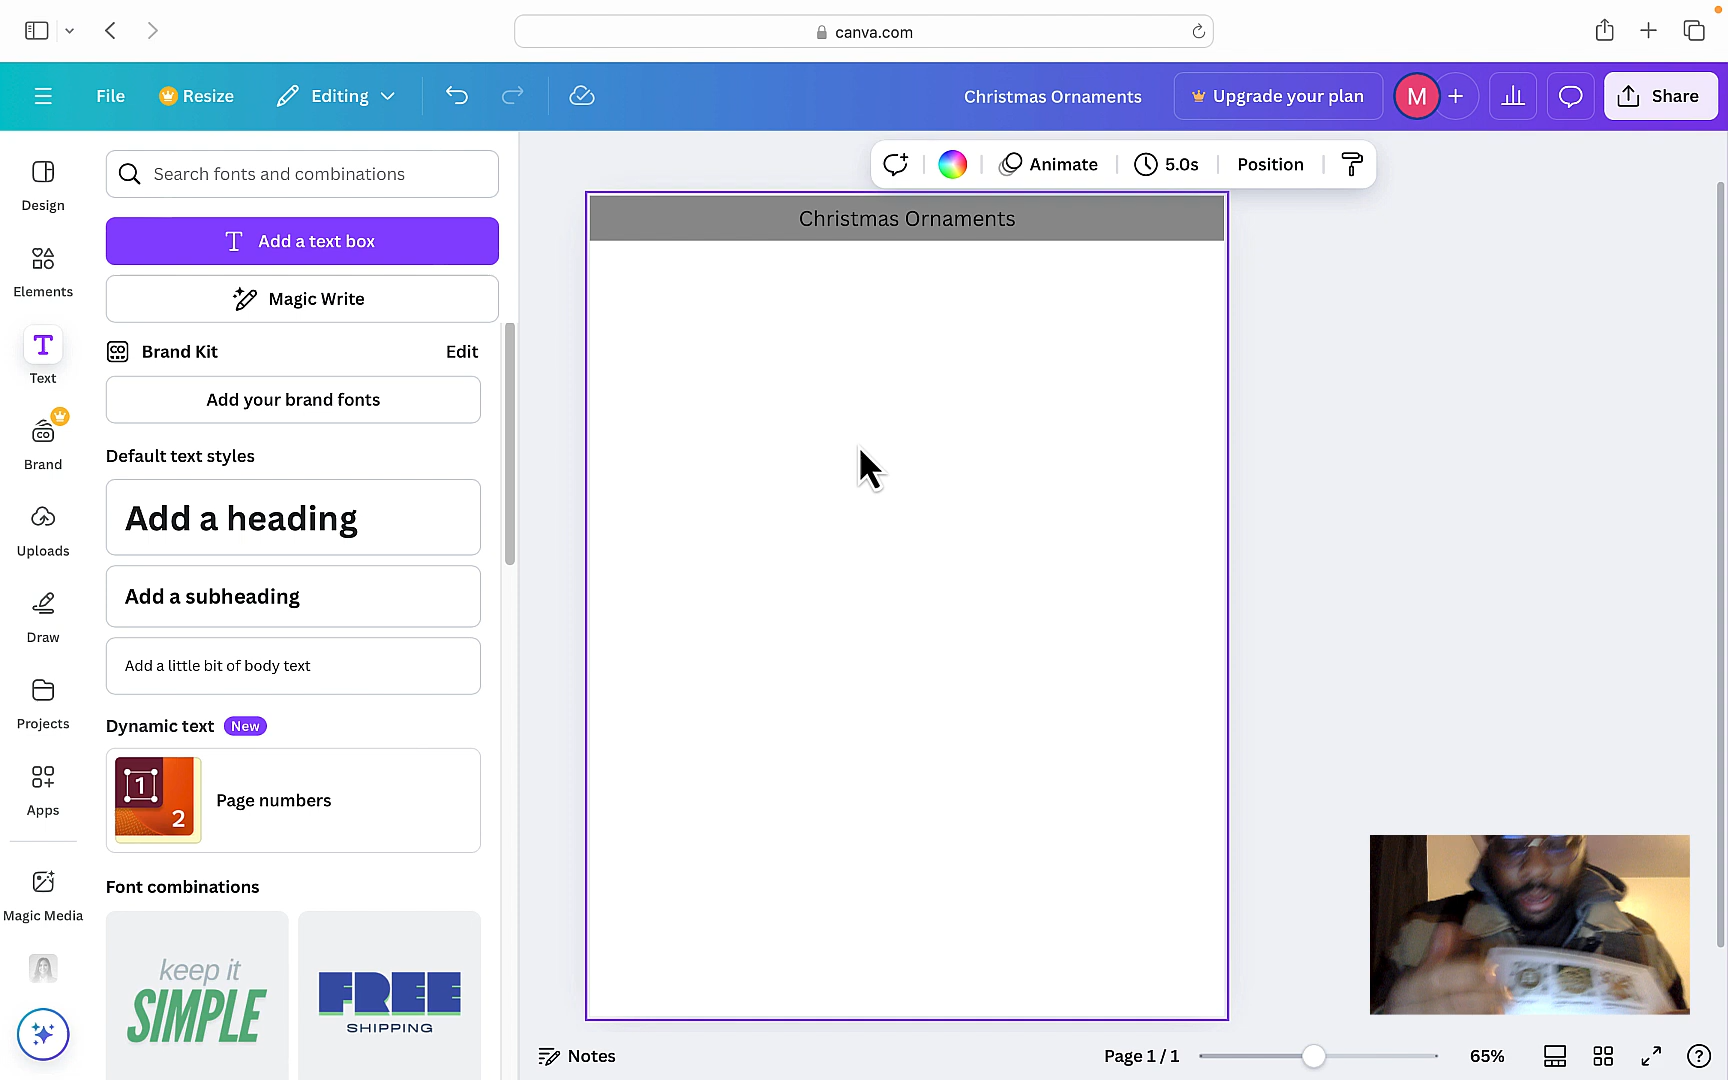 canva.com
File
Resize
Editing
Christmas Ornaments
Upgrade your plan
M
Share
Design
Elements
Text
Brand
Uploads
Draw
Projects
Apps
Magic Media
Search fonts and combinations
Add a text box
Magic Write
Brand Kit
Edit
Add your brand fonts
Default text styles
Add a heading
Add a subheading
Add a little bit of body text
Dynamic text New
1
2
Page numbers
Font combinations
keep it
SIMPLE
FREE
SHIPPING
Animate
5.0s
Position
Christmas Ornaments
Notes
Page 1 / 1
65%